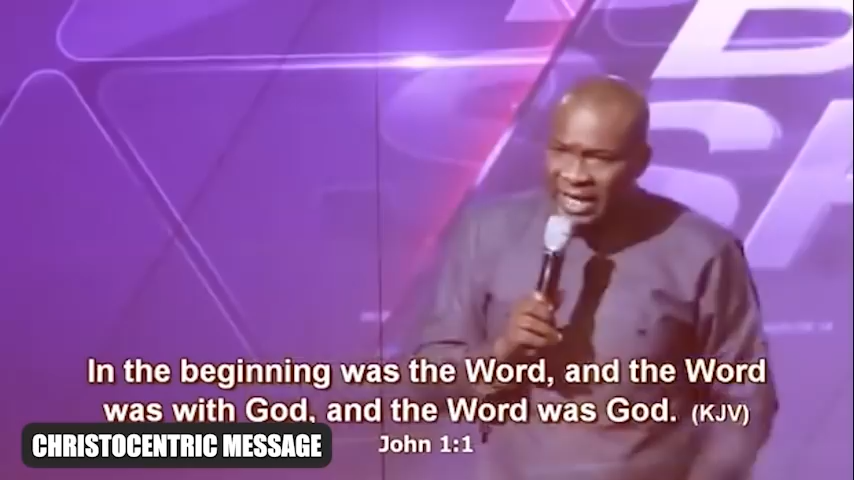 In the beginning was the Word, and the Word
was with God, and the Word was God. (KJV)
John 1:1
CHRISTOCENTRIC MESSAGE